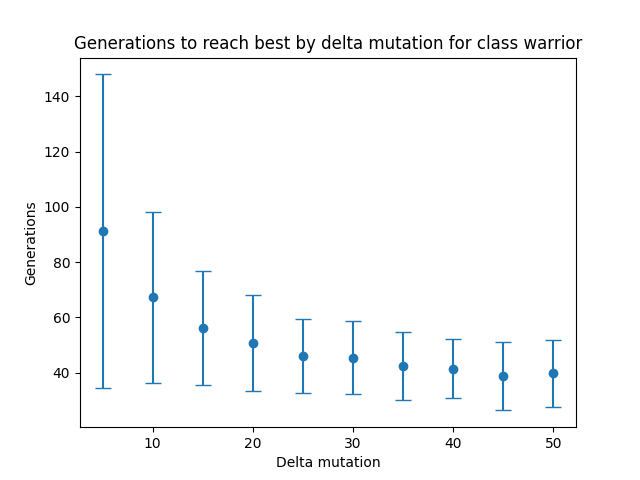 Generations to reach best by delta mutation for class warrior
140
120
100
80
60
40
Generations
10 20 30 40 50
Delta mutation